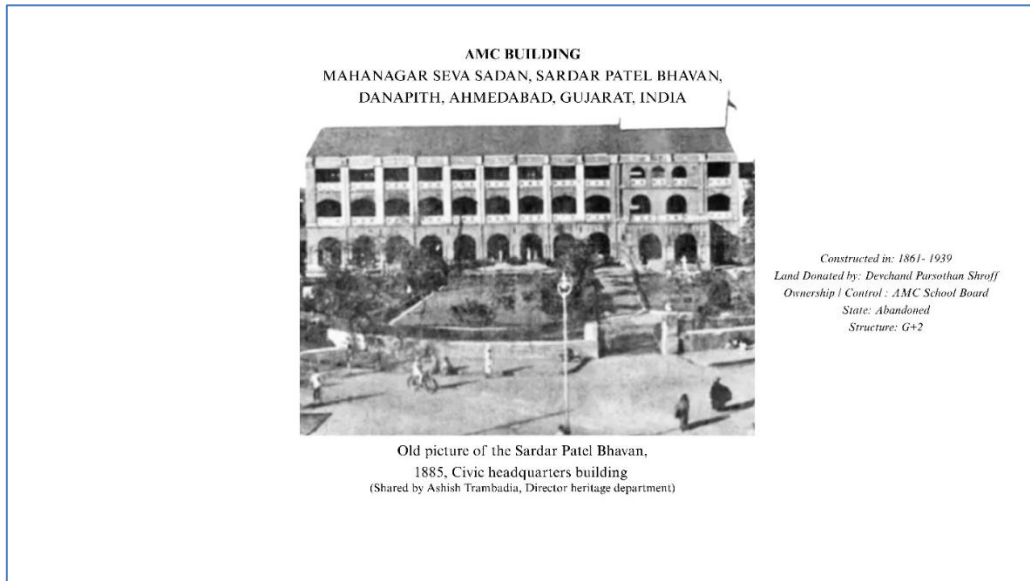 AMC BUILDING
MAHANAGAR SEVA SADAN, SARDAR PATEL BHAVAN,
DANAPITH, AHMEDABAD, GUJARAT, INDIA
Constructed in: 1861- 1939
Land Donated by: Devchand Parsothan Shroff
Ownership | Control : AMC School Board
State: Abandoned
Structure: G+2
Old picture of the Sardar Patel Bhavan,
1885, Civic headquarters building
(Shared by Ashish Trambadia, Director heritage department)